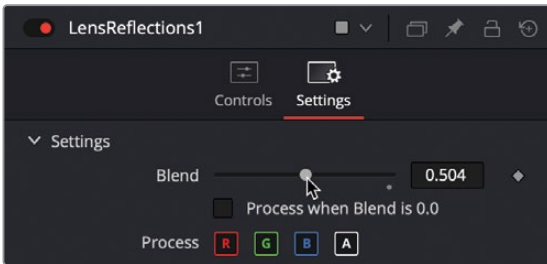 LensReflections1
Controls Settings
Settings
Blend 0.504
Process when Blend is 0.0
Process R G B A